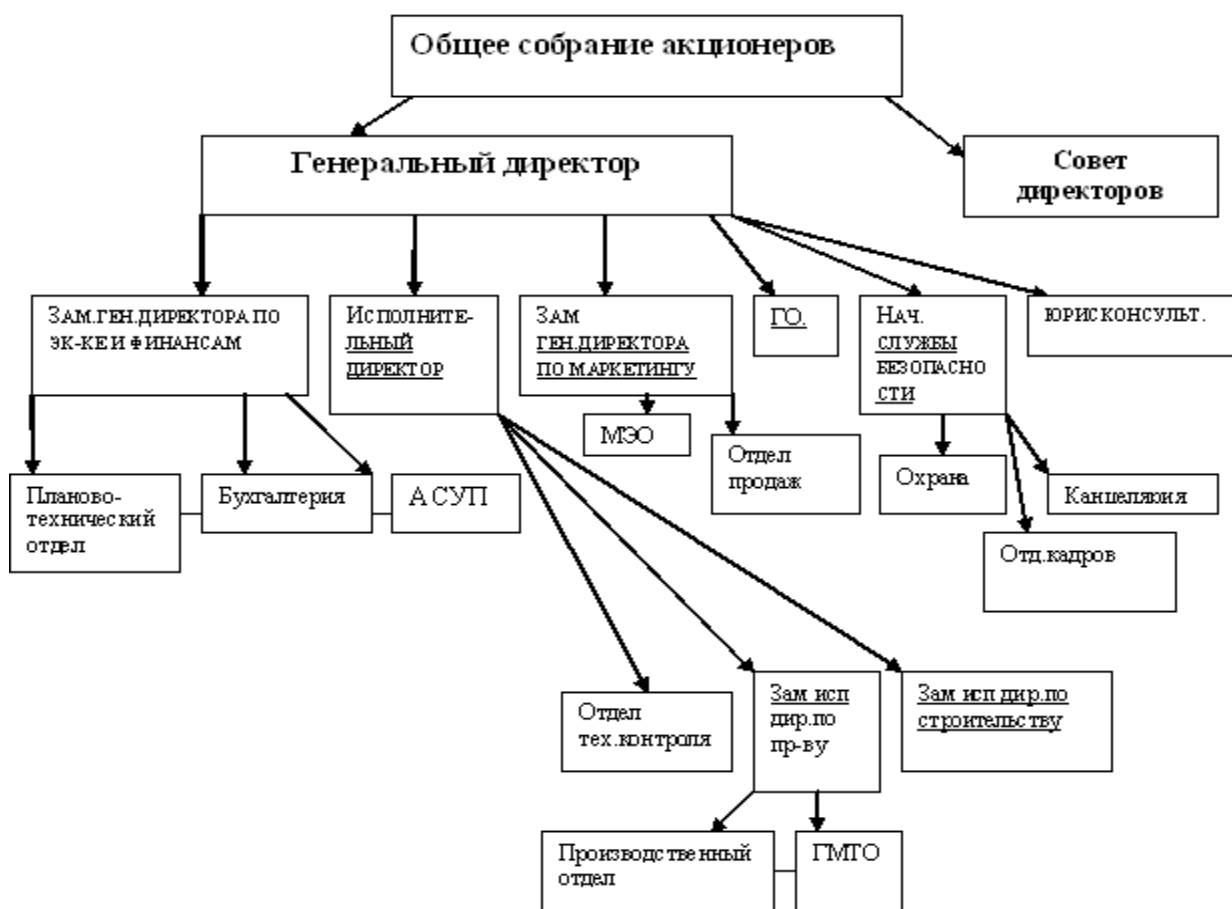 Общее собрание акционеров
Генеральный директор
Совет
директоров
ЗАМ.ГЕН.ДИРЕКТОРА ПО
ЭК-КЕ И ФИНАНСАМ
ИСПОЛНИТЕ-
ЛЬНЫЙ
ДИРЕКТОР
ЗАМ
ГЕН.ДИРЕКТОРА
ПО МАРКЕТИНГУ
ГО.
НАЧ.
СЛУЖБЫ
БЕЗОПАСНО
СТИ
ЮРИСКОНСУЛЬТ.
МЭО
Отдел
продаж
Охрана
Канцелярия
Планово-
технический
отдел
Бухгалтерия
АСУП
Отд.кадров
Отдел
тех.контроля
Зам исп
дир.по
пр-ву
Зам исп дир.по
строительству
Производственный
отдел
ГМТО